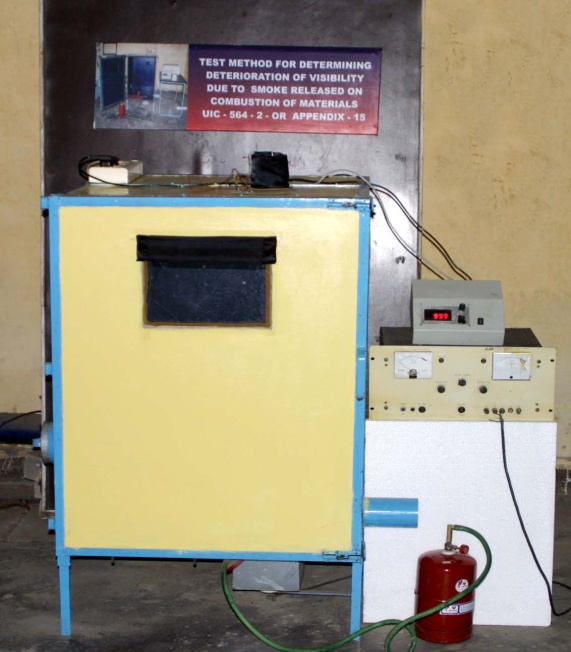 TEST METHOD FOR DETERMINING
DETERIORATION OF VISIBILITY
DUE TO SMOKE RELEASED ON
COMBUSTION OF MATERIALS
UIC - 564 - 2 - OR APPENDIX - 15